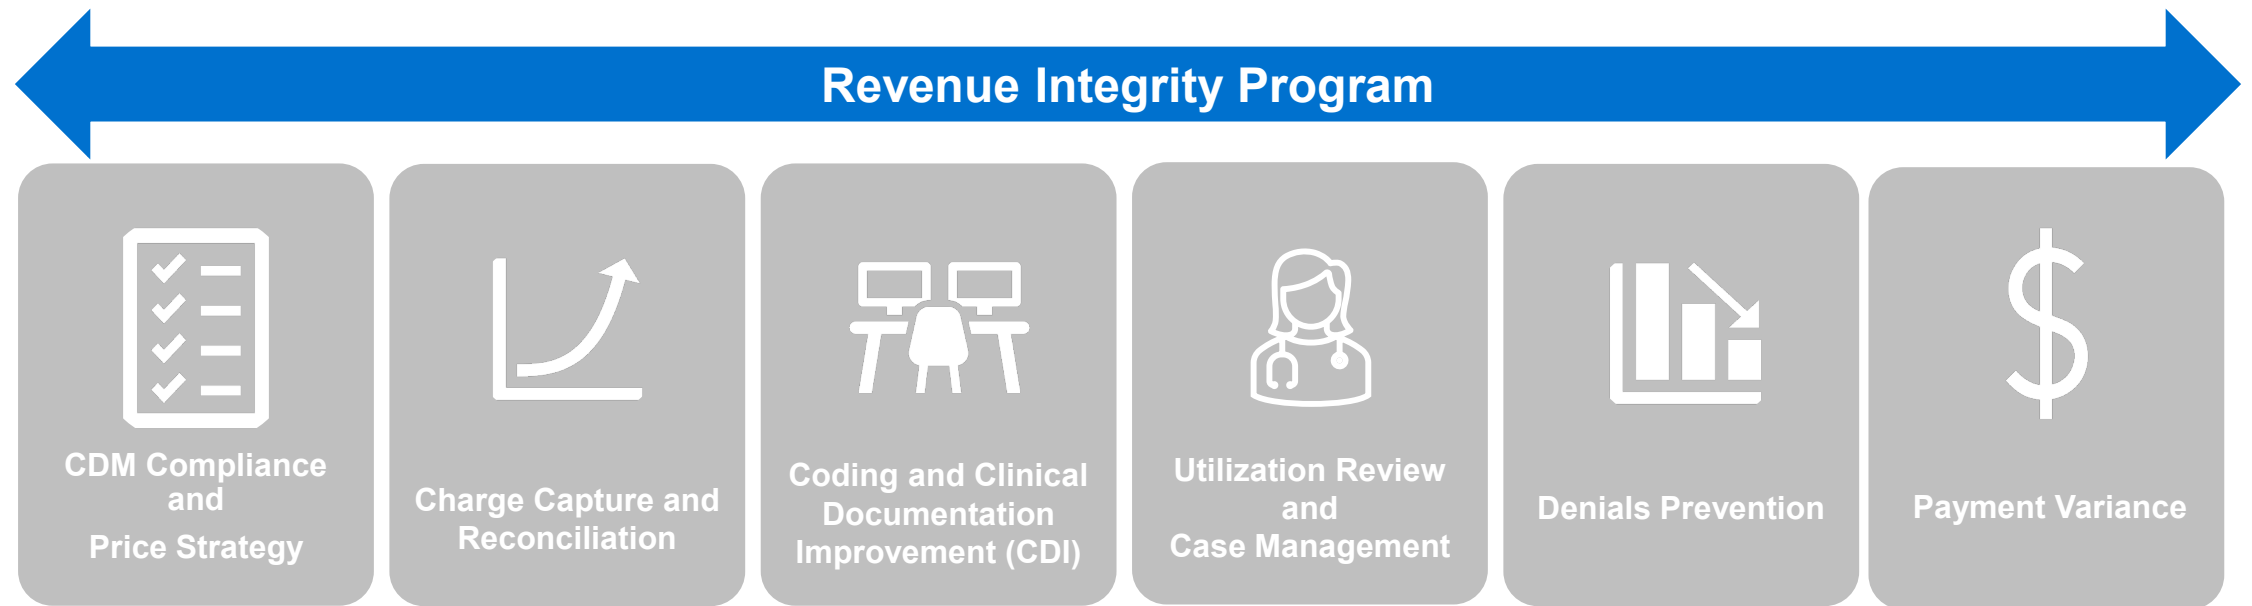 Revenue Integrity Program
CDM Compliance
and
Price Strategy
Charge Capture and
Reconciliation
Coding and Clinical
Documentation
Improvement (CDI)
Utilization Review
and
Case Management
Denials Prevention
Payment Variance